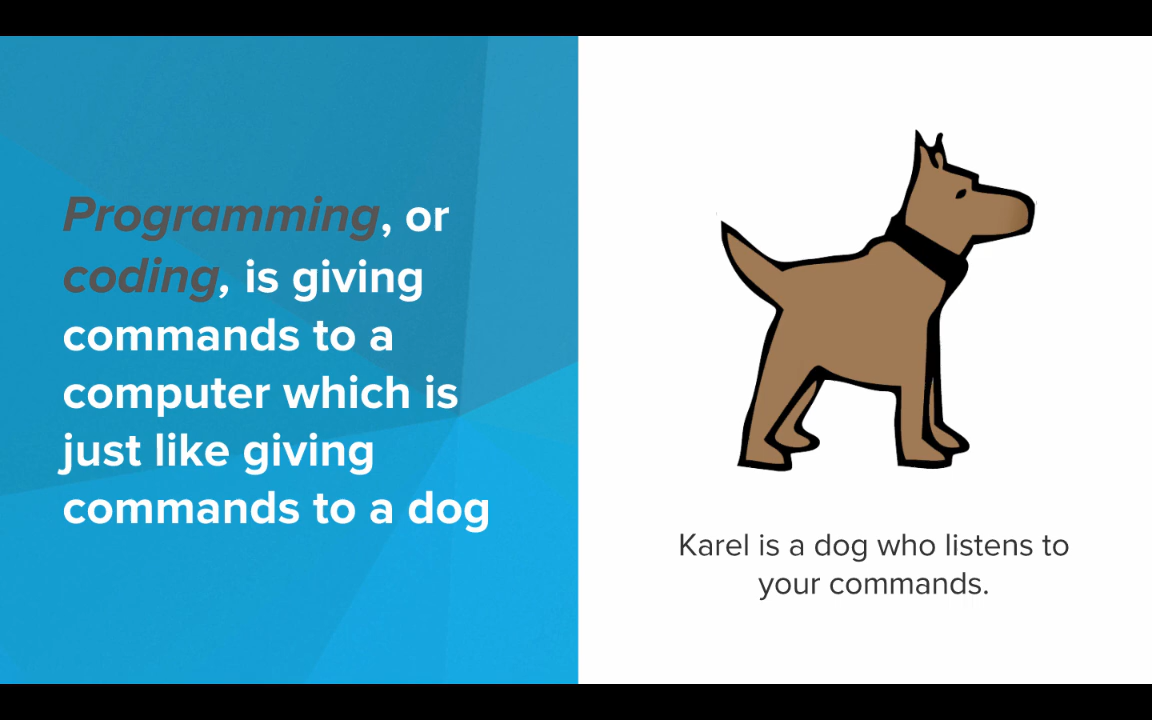 Programming, or
coding, is giving
commands to a
computer which is
just like giving
commands to a dog
Karel is a dog who listens to
your commands.